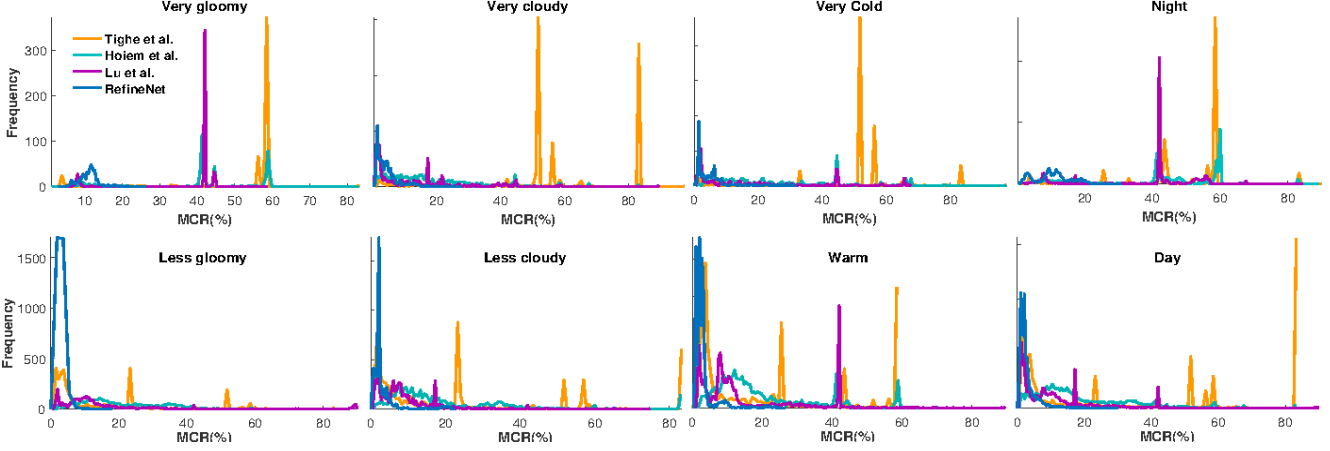 Very gloomy
Very cloudy
Very Cold
Night
Tighe et al.
Hoiem et al.
Lu et al.
RefineNet
Frequency
300
200
100
0
10 20 30 40 50 60 70 80
0 20 40 60 80
0 20 40 60 80
20 40 60 80
MCR(%)
MCR(%)
MCR(%)
MCR(%)
Less gloomy
Less cloudy
Warm
Day
Frequency
1500
1000
500
0
0 20 40 60 80
0 20 40 60 80
0 20 40 60 80
0 20 40 60 80
MCR(%)
MCR(%)
MCR(%)
MCR(%)